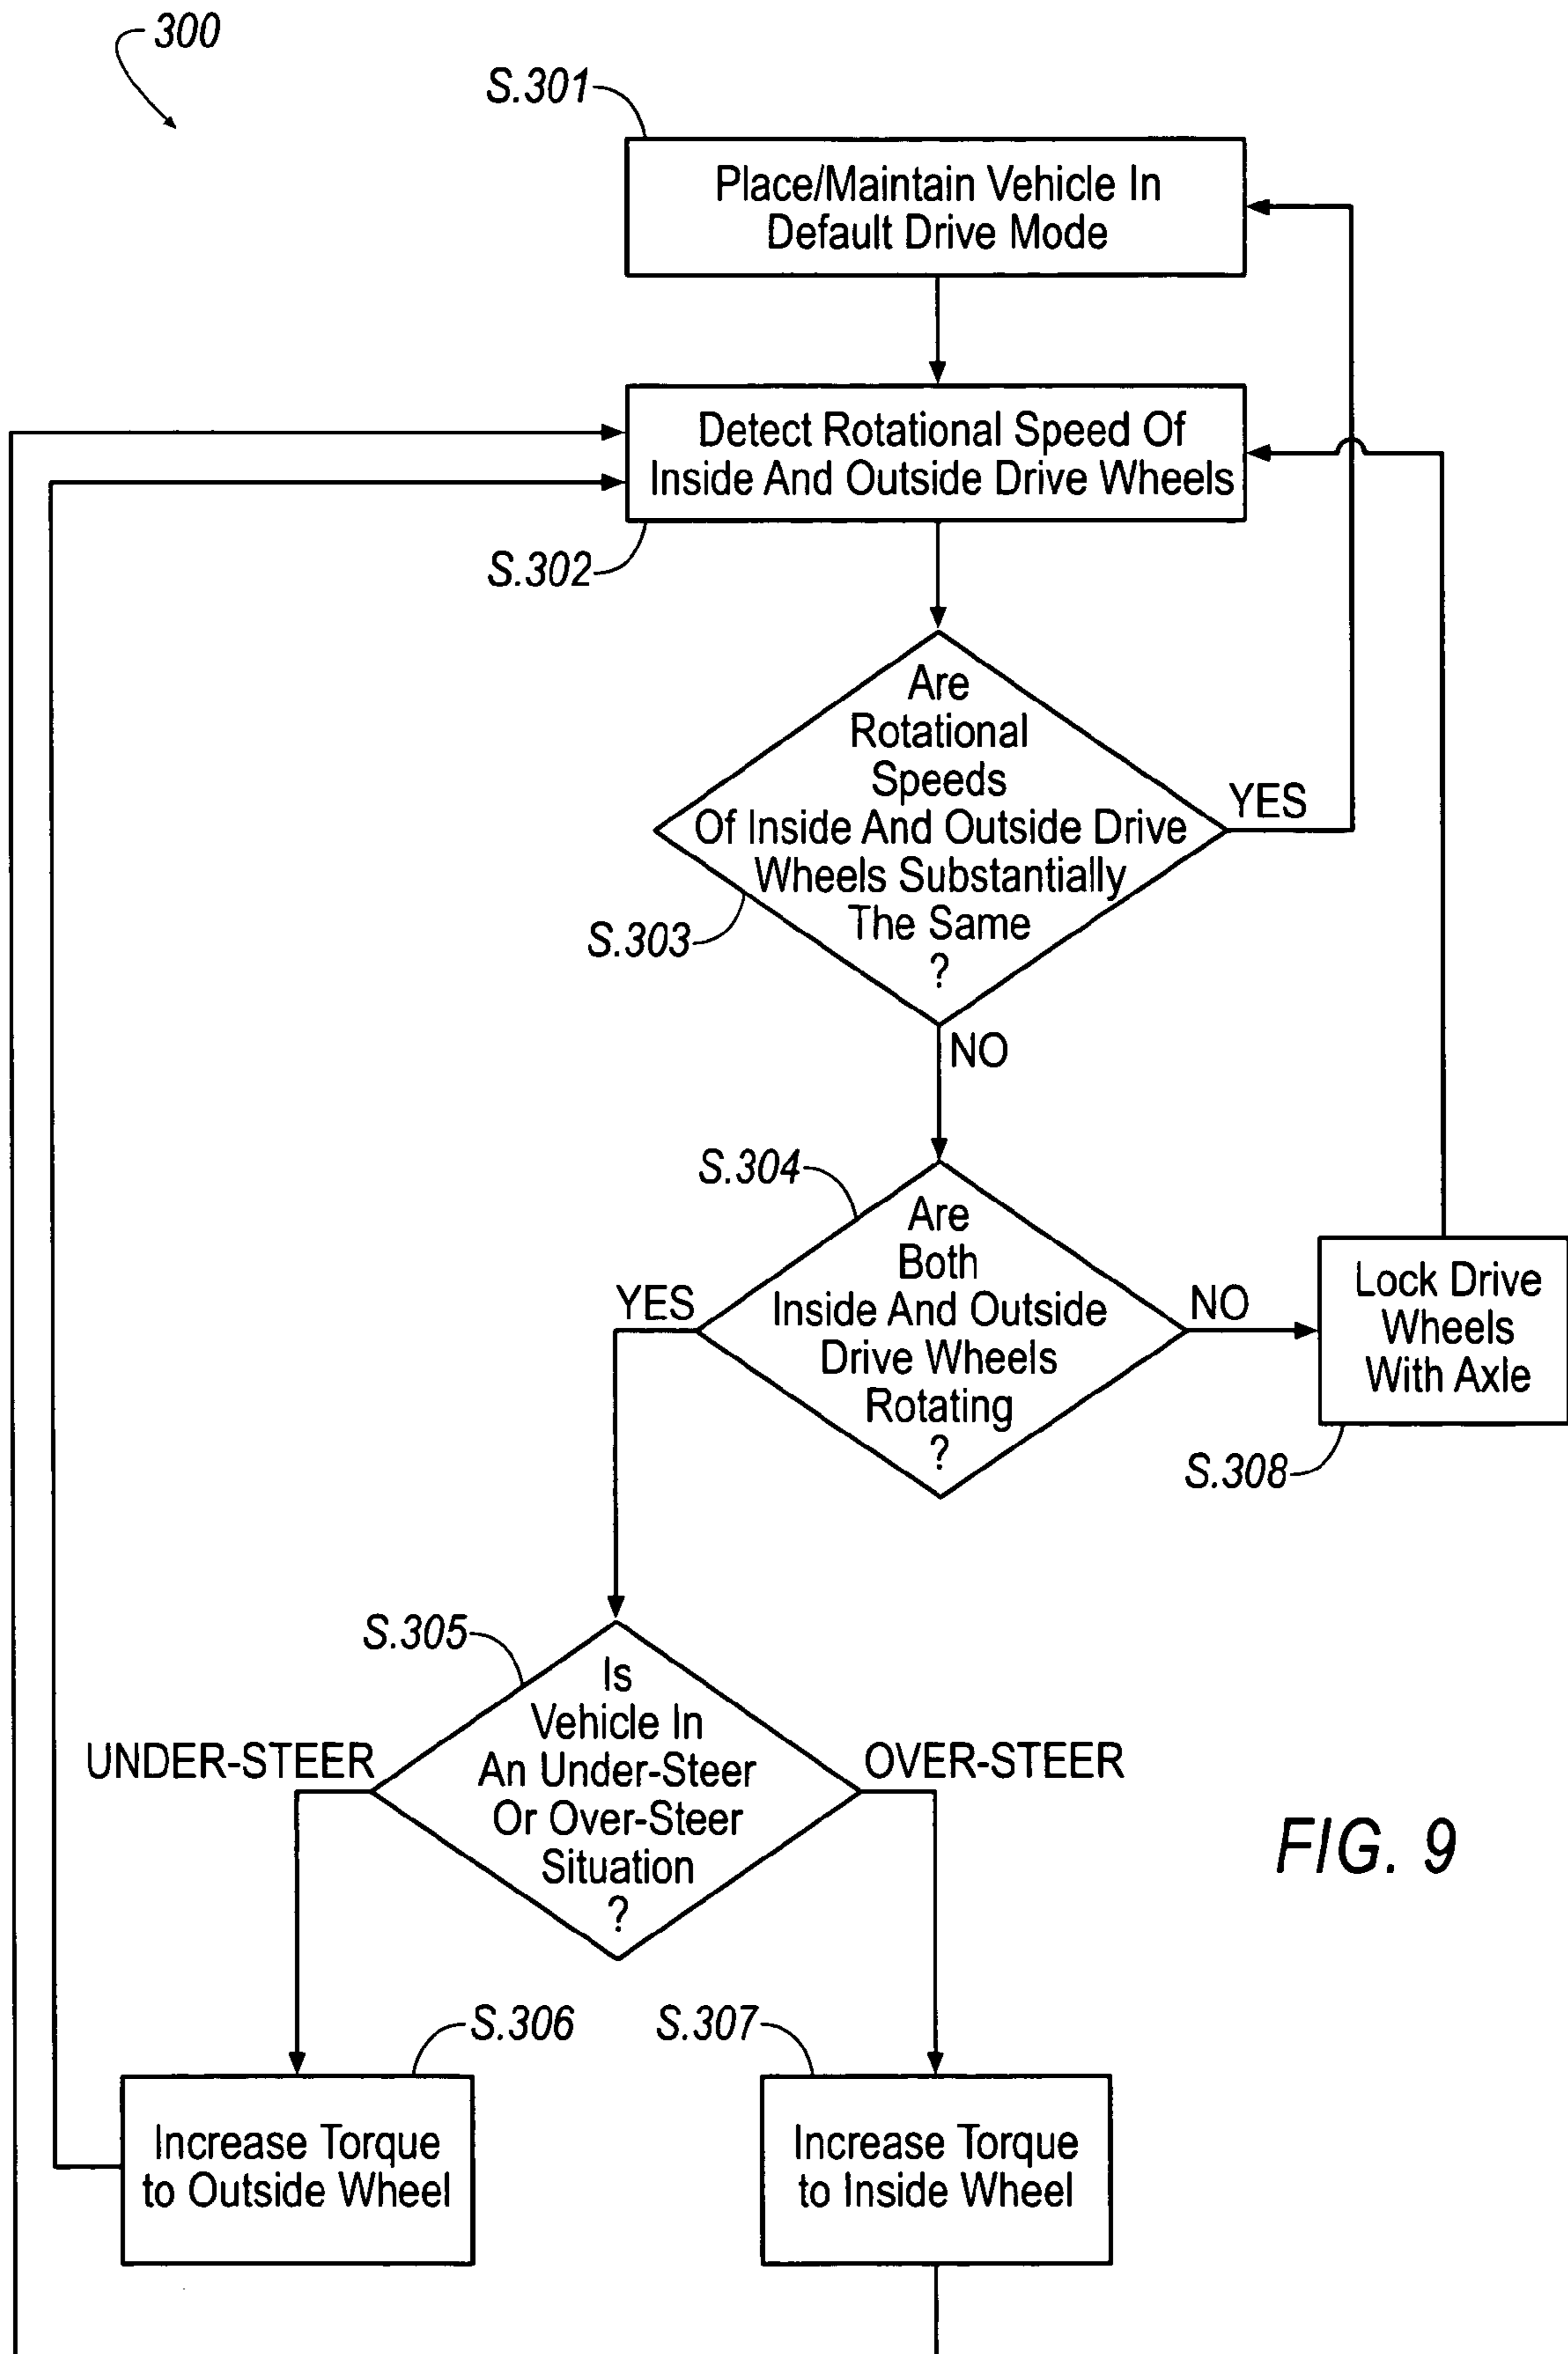 300
S.301
Place/Maintain Vehicle In
Default Drive Mode
Detect Rotational Speed Of
Inside And Outside Drive Wheels
S.302
Are
Rotational
Speeds
Of Inside And Outside Drive
Wheels Substantially
The Same
?
YES
S.303
NO
S.304
Are
Both
Inside And Outside
Drive Wheels
Rotating
?
YES
NO
Lock Drive
Wheels
With Axle
S.308
S.305
Is
Vehicle In
An Under-Steer
Or Over-Steer
Situation
?
UNDER-STEER
OVER-STEER
FIG. 9
S.306
S.307
Increase Torque
to Outside Wheel
Increase Torque
to Inside Wheel